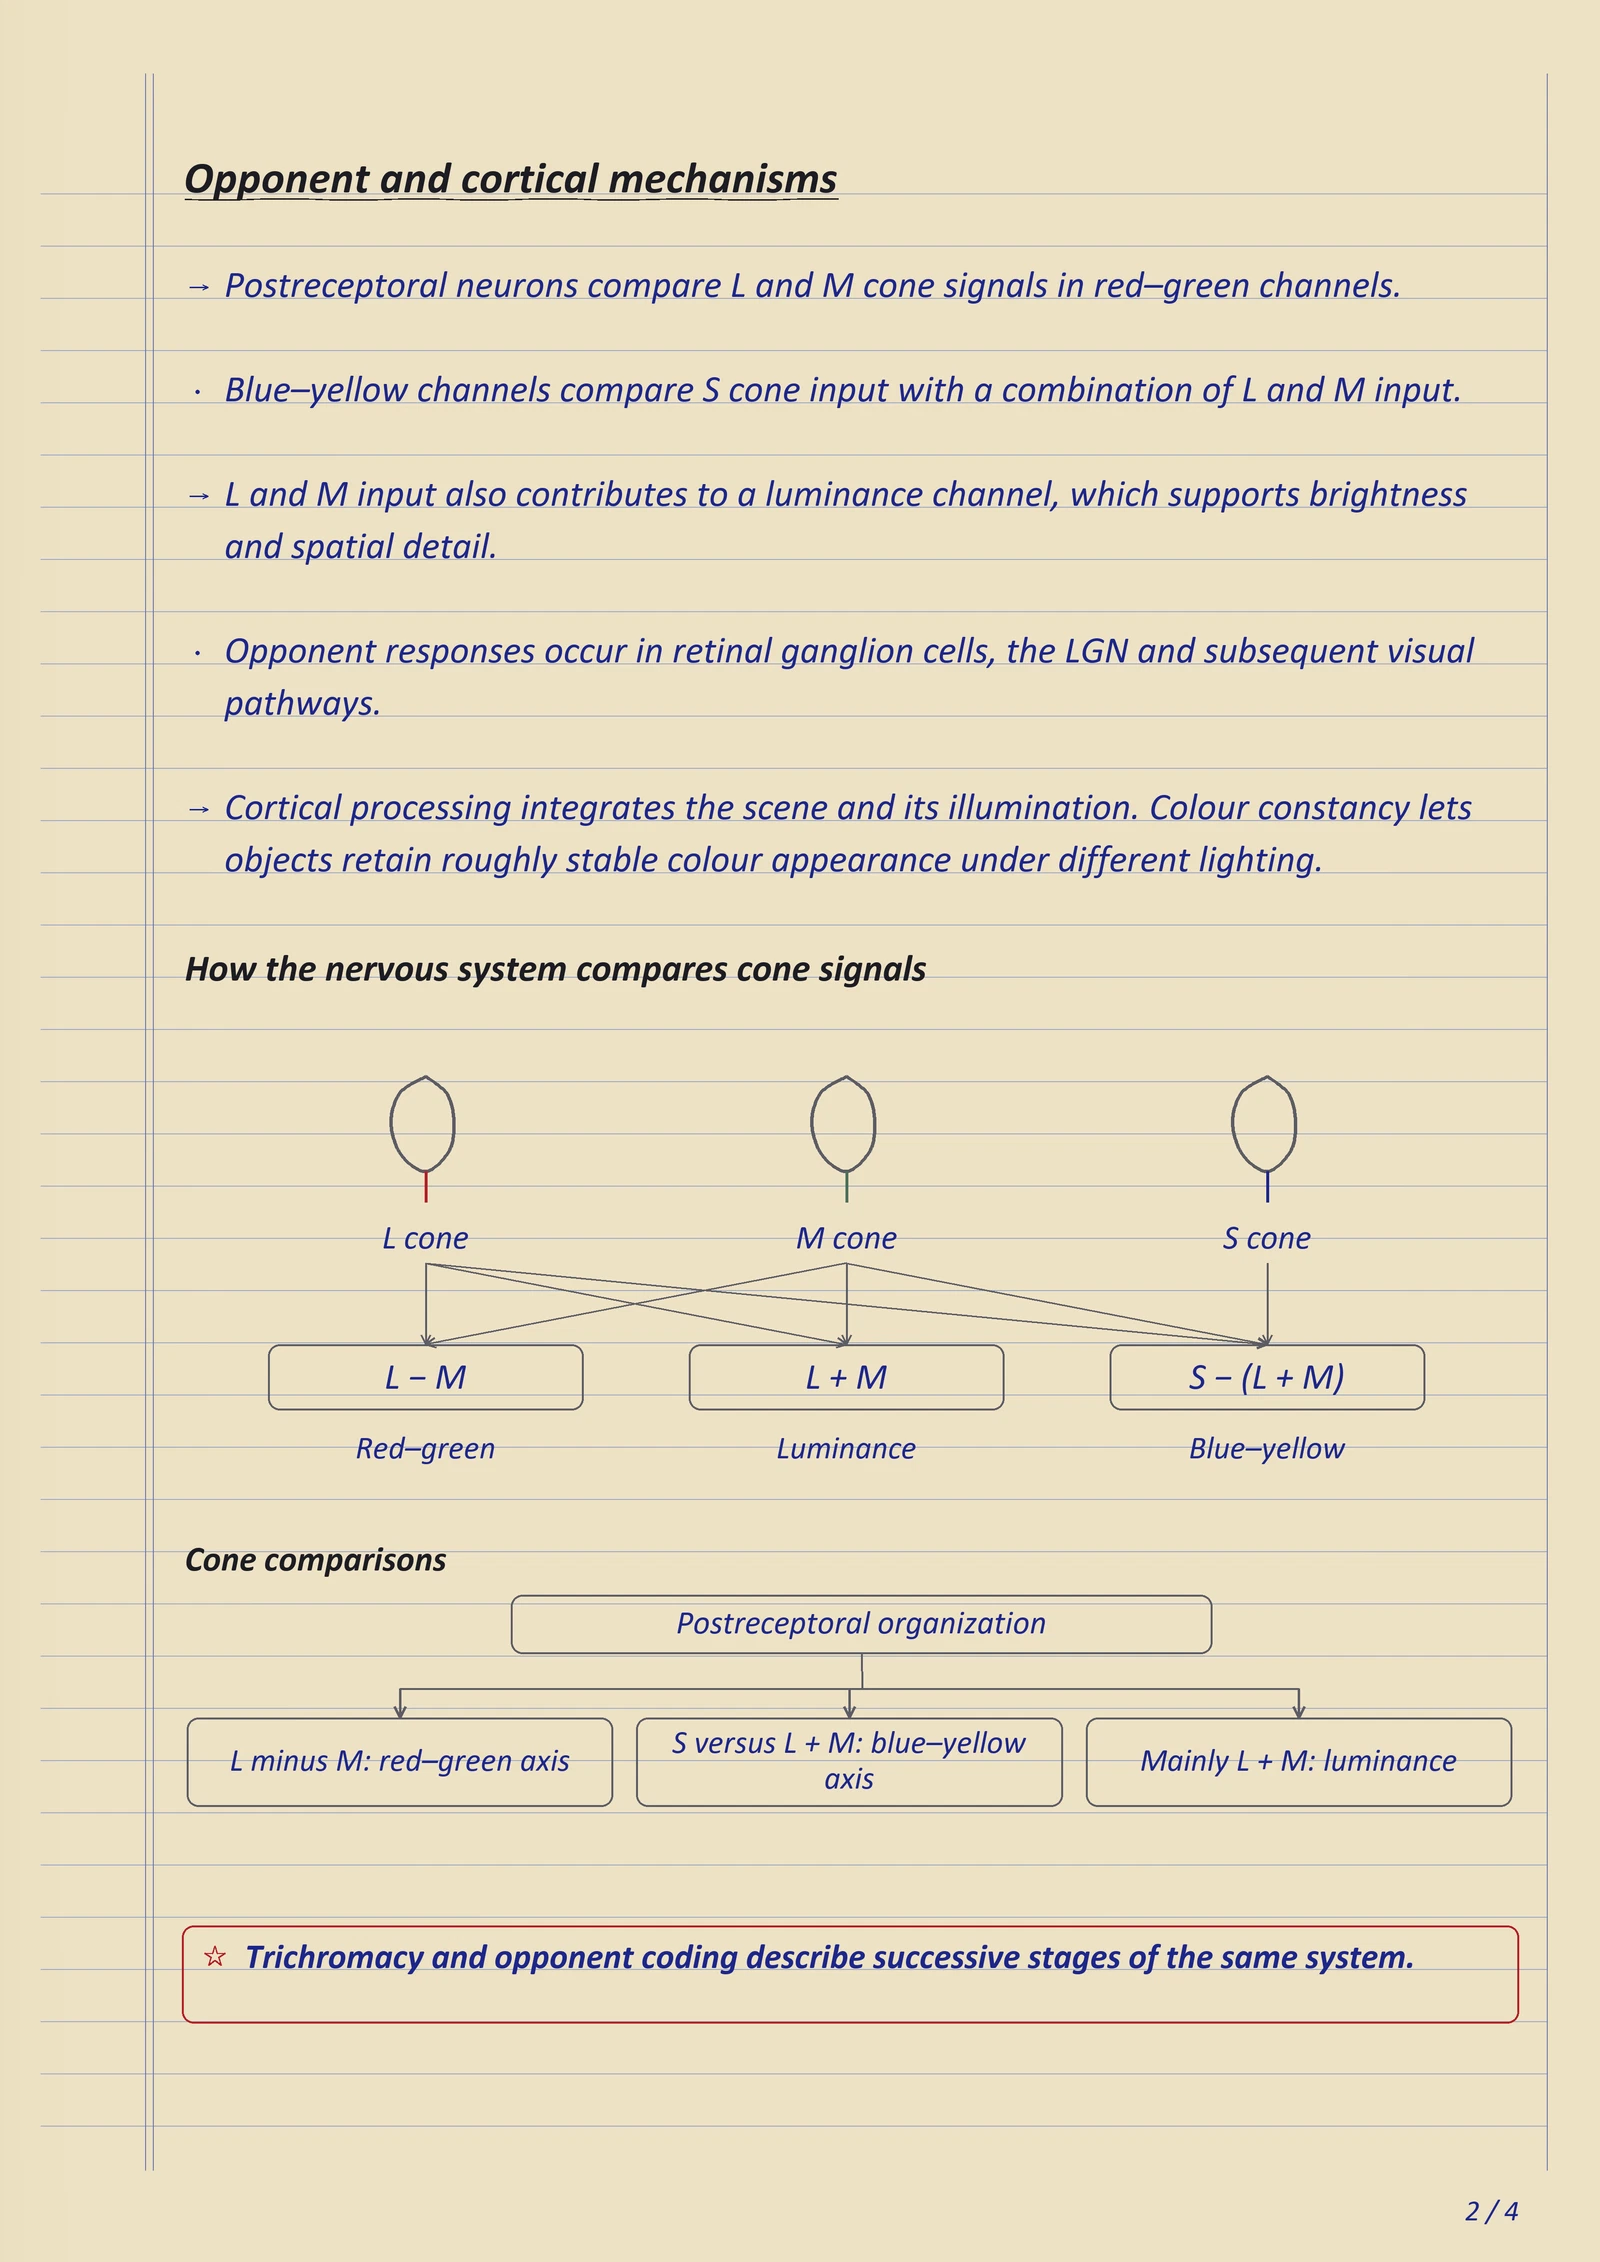 Opponent and cortical mechanisms
→ Postreceptoral neurons compare L and M cone signals in red–green channels.
· Blue–yellow channels compare S cone input with a combination of L and M input.
→ L and M input also contributes to a luminance channel, which supports brightness
and spatial detail.
· Opponent responses occur in retinal ganglion cells, the LGN and subsequent visual
pathways.
→ Cortical processing integrates the scene and its illumination. Colour constancy lets
objects retain roughly stable colour appearance under different lighting.
How the nervous system compares cone signals
L cone
M cone
S cone
L − M
L + M
S − (L + M)
Red–green
Luminance
Blue–yellow
Cone comparisons
Postreceptoral organization
L minus M: red–green axis
S versus L + M: blue–yellow
axis
Mainly L + M: luminance
☆ Trichromacy and opponent coding describe successive stages of the same system.
2 / 4